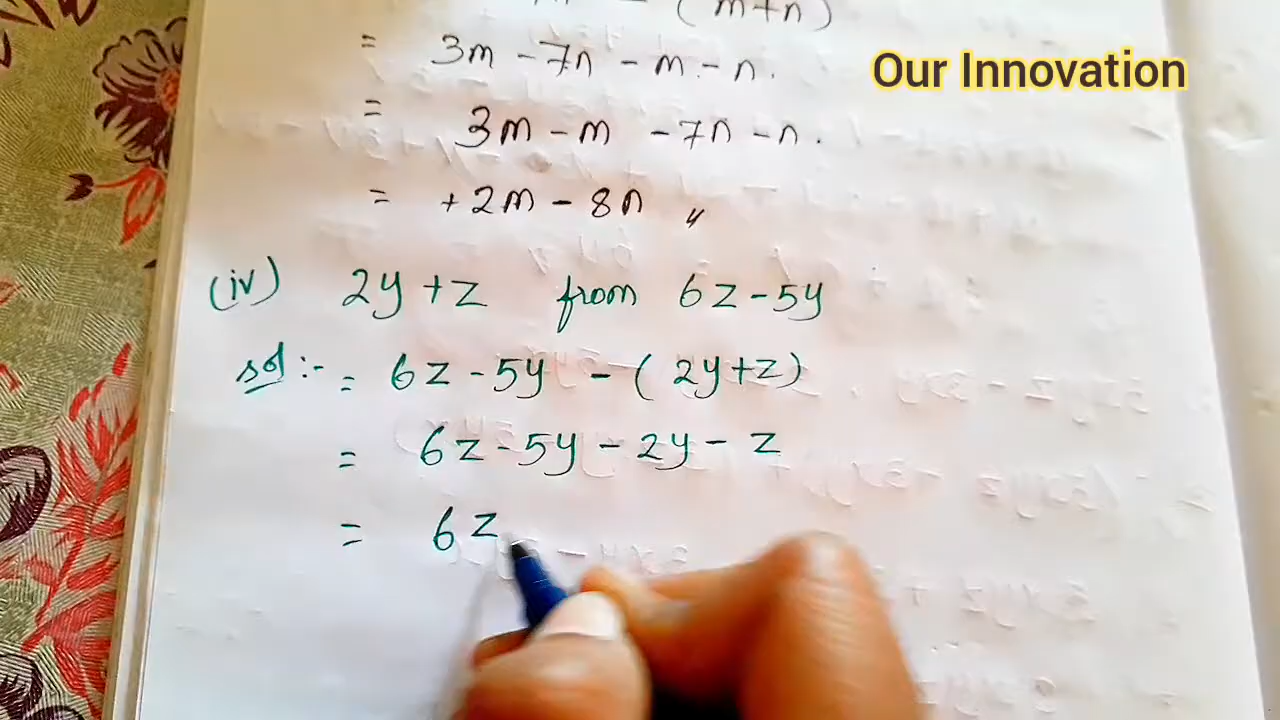 (m+n)
= 3m - 7n - m - n.
Our Innovation
= 3m - m - 7n - n.
= +2m - 8n
(iv) 2y + z from 6z - 5y
sol :- = 6z - 5y - (2y+z)
= 6z - 5y - 2y - z
= 6z